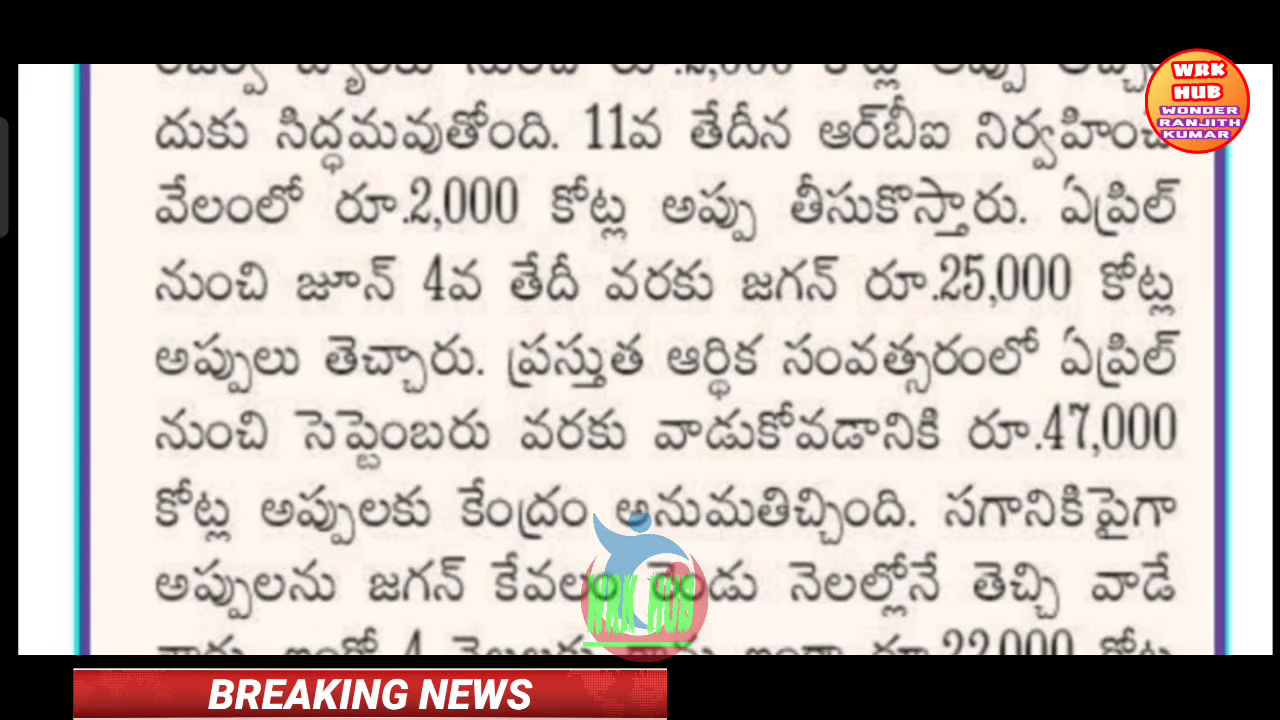 దుకు సిద్ధమవుతోంది. 11వ తేదీన ఆర్‌బీఐ నిర్వహించే
వేలంలో రూ.2,000 కోట్ల అప్పు తీసుకొస్తారు. ఏప్రిల్
నుంచి జూన్ 4వ తేదీ వరకు జగన్ రూ.25,000 కోట్ల
అప్పులు తెచ్చారు. ప్రస్తుత ఆర్థిక సంవత్సరంలో ఏప్రిల్
నుంచి సెప్టెంబరు వరకు వాడుకోవడానికి రూ.47,000
కోట్ల అప్పులకు కేంద్రం అనుమతిచ్చింది. సగానికిపైగా
అప్పులను జగన్ కేవలం రెండు నెలల్లోనే తెచ్చి వాడే
WRK
HUB
WONDER
RANJITH
KUMAR
WRK HUB
BREAKING NEWS